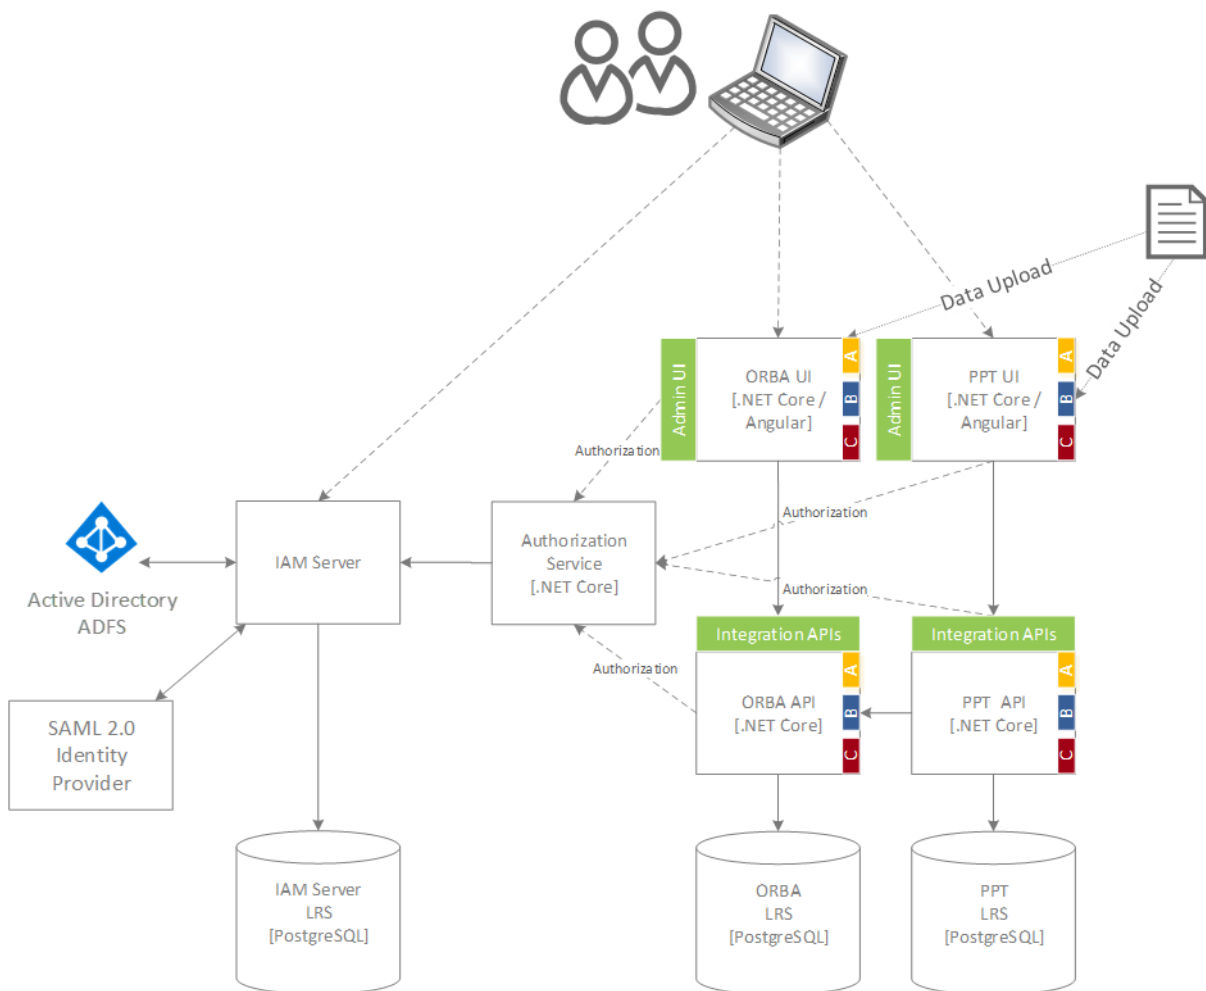 Data Upload
Data Upload
Admin UI
ORBA UI
[.NET Core /
Angular]
A
B
C
Admin UI
PPT UI
[.NET Core /
Angular]
A
B
C
Authorization
Authorization
Authorization
Authorization
Active Directory
ADFS
IAM Server
Authorization
Service
[.NET Core]
SAML 2.0
Identity
Provider
Integration APIs
ORBA API
[.NET Core]
A
B
C
Integration APIs
PPT API
[.NET Core]
A
B
C
IAM Server
LRS
[PostgreSQL]
ORBA
LRS
[PostgreSQL]
PPT
LRS
[PostgreSQL]